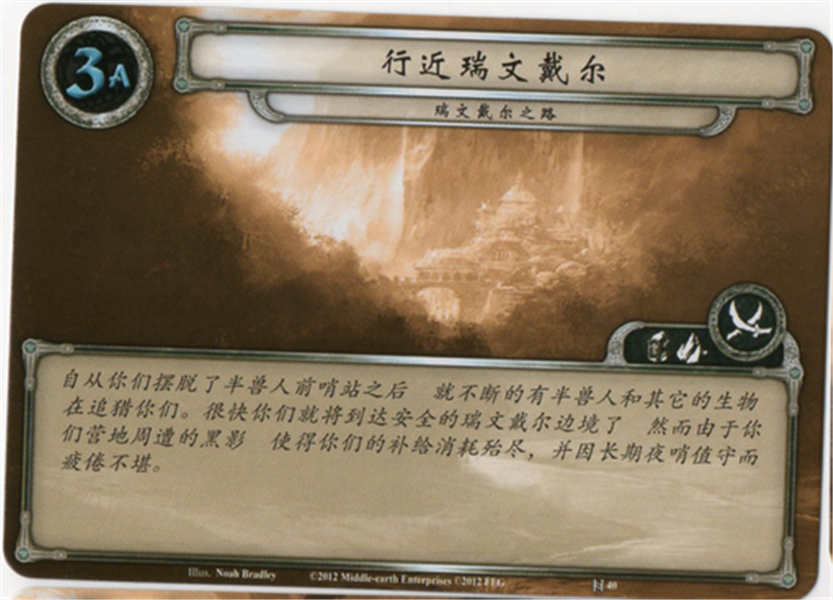 3A
行近瑞文戴尔
瑞文戴尔之路
自从你们摆脱了半兽人前哨站之后 就不断的有半兽人和其它的生物
在追猎你们。很快你们就将到达安全的瑞文戴尔边境了 然而由于你
们营地周遭的黑影 使得你们的补给消耗殆尽，并因长期夜哨值守而
疲倦不堪。
Illus. Noah Bradley ©2012 Middle-earth Enterprises ©2012 FFG 40